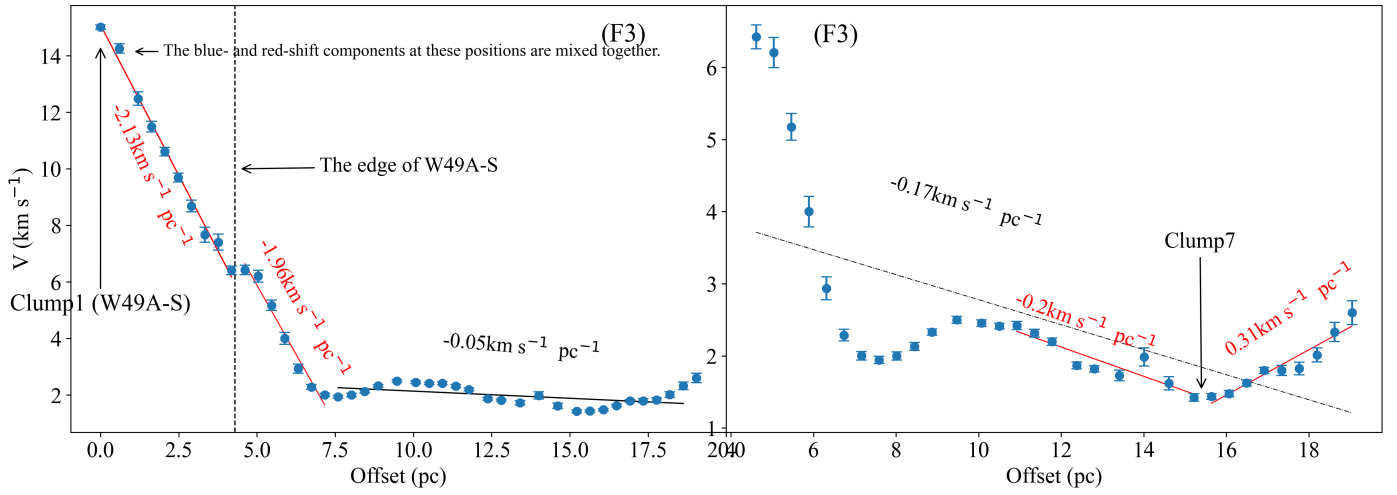 (F3)
The blue- and red-shift components at these positions are mixed together.
-2.13km s⁻¹ pc⁻¹
The edge of W49A-S
-1.96km s⁻¹ pc⁻¹
Clump1 (W49A-S)
-0.05km s⁻¹ pc⁻¹
V (km s⁻¹)
14
12
10
8
6
4
2
0.0 2.5 5.0 7.5 10.0 12.5 15.0 17.5 20.0
Offset (pc)
(F3)
-0.17km s⁻¹ pc⁻¹
Clump7
-0.2km s⁻¹ pc⁻¹
0.31km s⁻¹ pc⁻¹
6
5
4
3
2
1
4 6 8 10 12 14 16 18
Offset (pc)